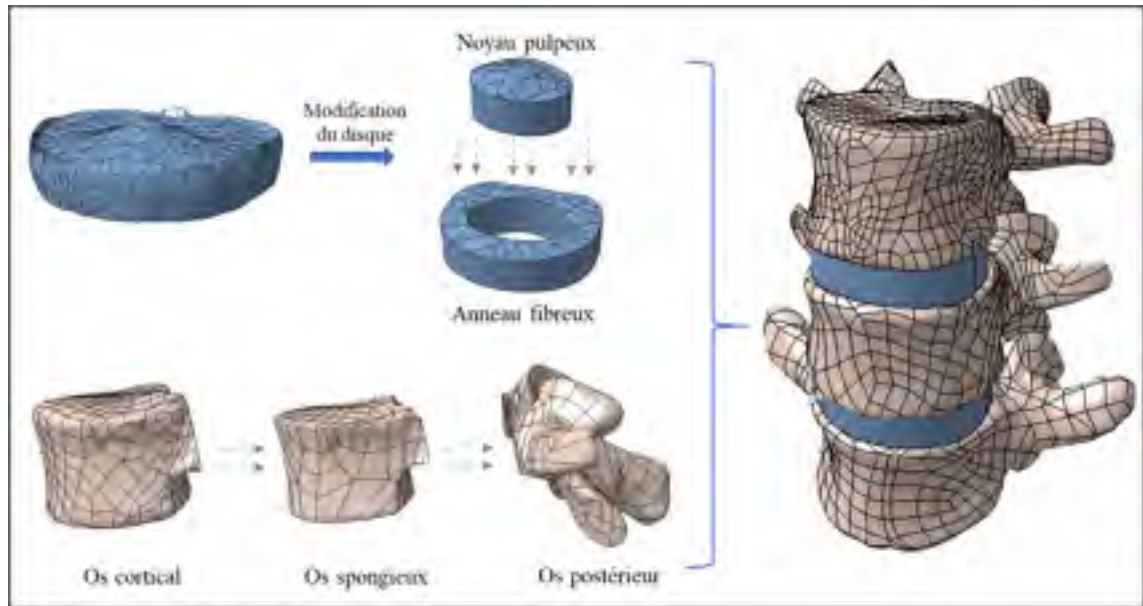 Noyau pulpeux
Modification
du disque
Anneau fibreux
Os cortical
Os spongieux
Os postérieur